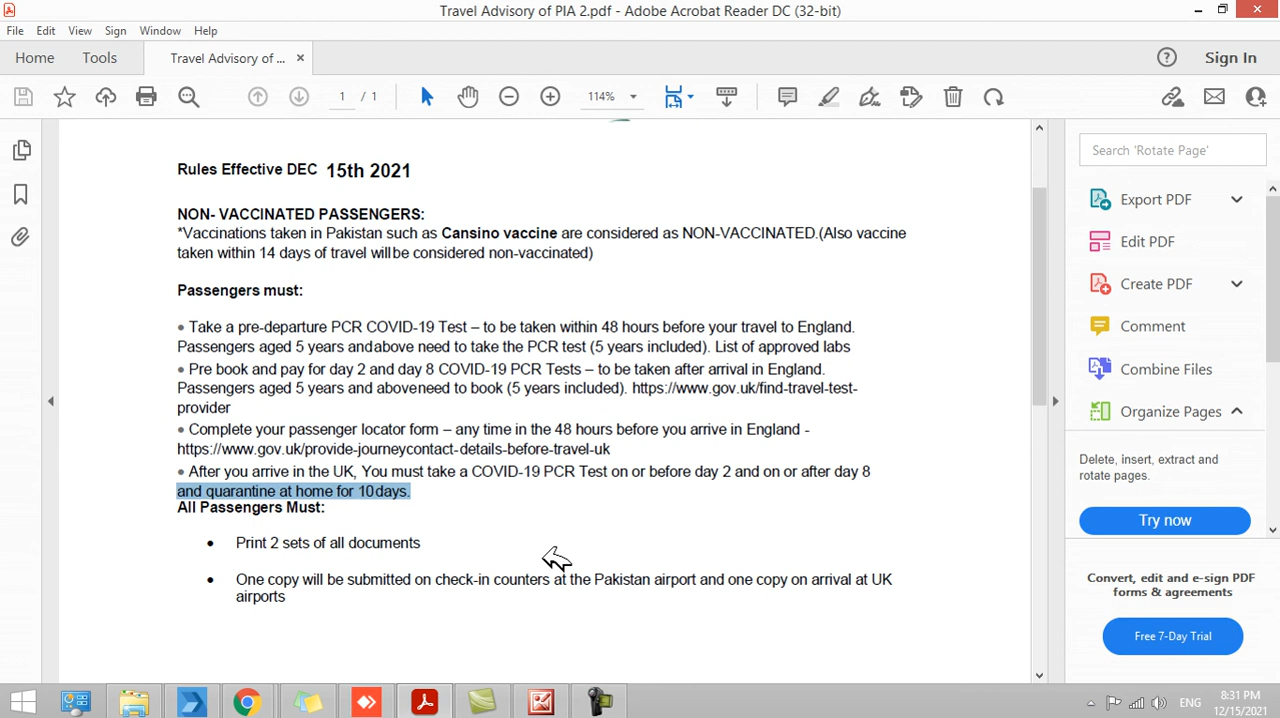 Travel Advisory of PIA 2.pdf - Adobe Acrobat Reader DC (32-bit)
File Edit View Sign Window Help
Home Tools Travel Advisory of ... × Sign In
1 / 1 114%
Rules Effective DEC 15th 2021
NON- VACCINATED PASSENGERS:
*Vaccinations taken in Pakistan such as Cansino vaccine are considered as NON-VACCINATED.(Also vaccine
taken within 14 days of travel willbe considered non-vaccinated)
Passengers must:
• Take a pre-departure PCR COVID-19 Test – to be taken within 48 hours before your travel to England.
Passengers aged 5 years andabove need to take the PCR test (5 years included). List of approved labs
• Pre book and pay for day 2 and day 8 COVID-19 PCR Tests – to be taken after arrival in England.
Passengers aged 5 years and aboveneed to book (5 years included). https://www.gov.uk/find-travel-test-
provider
• Complete your passenger locator form – any time in the 48 hours before you arrive in England -
https://www.gov.uk/provide-journeycontact-details-before-travel-uk
• After you arrive in the UK, You must take a COVID-19 PCR Test on or before day 2 and on or after day 8
and quarantine at home for 10days.
All Passengers Must:
• Print 2 sets of all documents
• One copy will be submitted on check-in counters at the Pakistan airport and one copy on arrival at UK
airports
Search 'Rotate Page'
Export PDF
Edit PDF
Create PDF
Comment
Combine Files
Organize Pages
Delete, insert, extract and
rotate pages.
Try now
Convert, edit and e-sign PDF
forms & agreements
Free 7-Day Trial
ENG
8:31 PM
12/15/2021